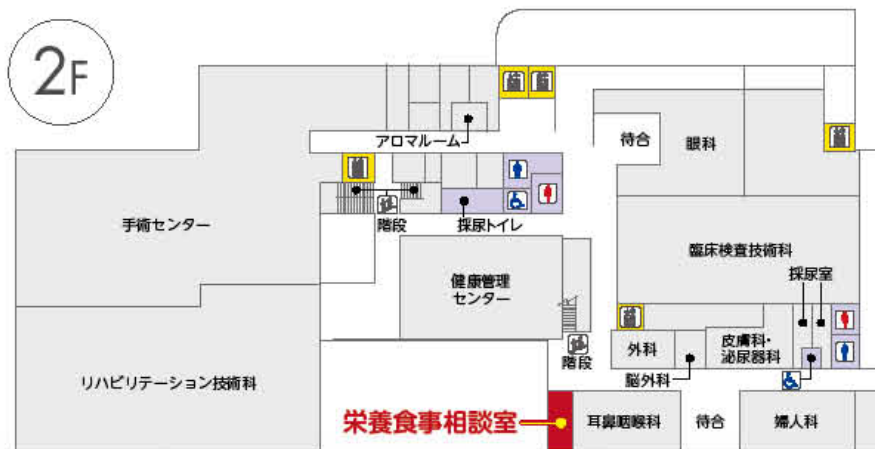 2F
アロマルーム
待合
眼科
手術センター
階段
採尿トイレ
臨床検査技術科
健康管理
センター
採尿室
外科
皮膚科・
泌尿器科
階段
脳外科
リハビリテーション技術科
栄養食事相談室
耳鼻咽喉科
待合
婦人科